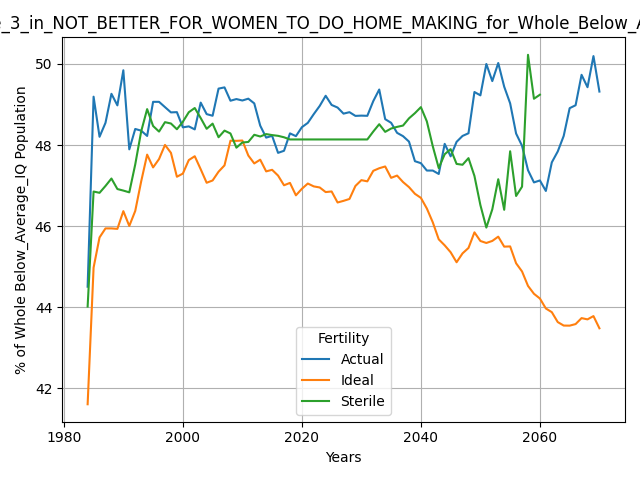 _3_in_NOT_BETTER_FOR_WOMEN_TO_DO_HOME_MAKING_for_Whole_Below_A
% of Whole Below_Average_IQ Population
50
48
46
44
42
Fertility
Actual
Ideal
Sterile
1980
2000
2020
2040
2060
Years